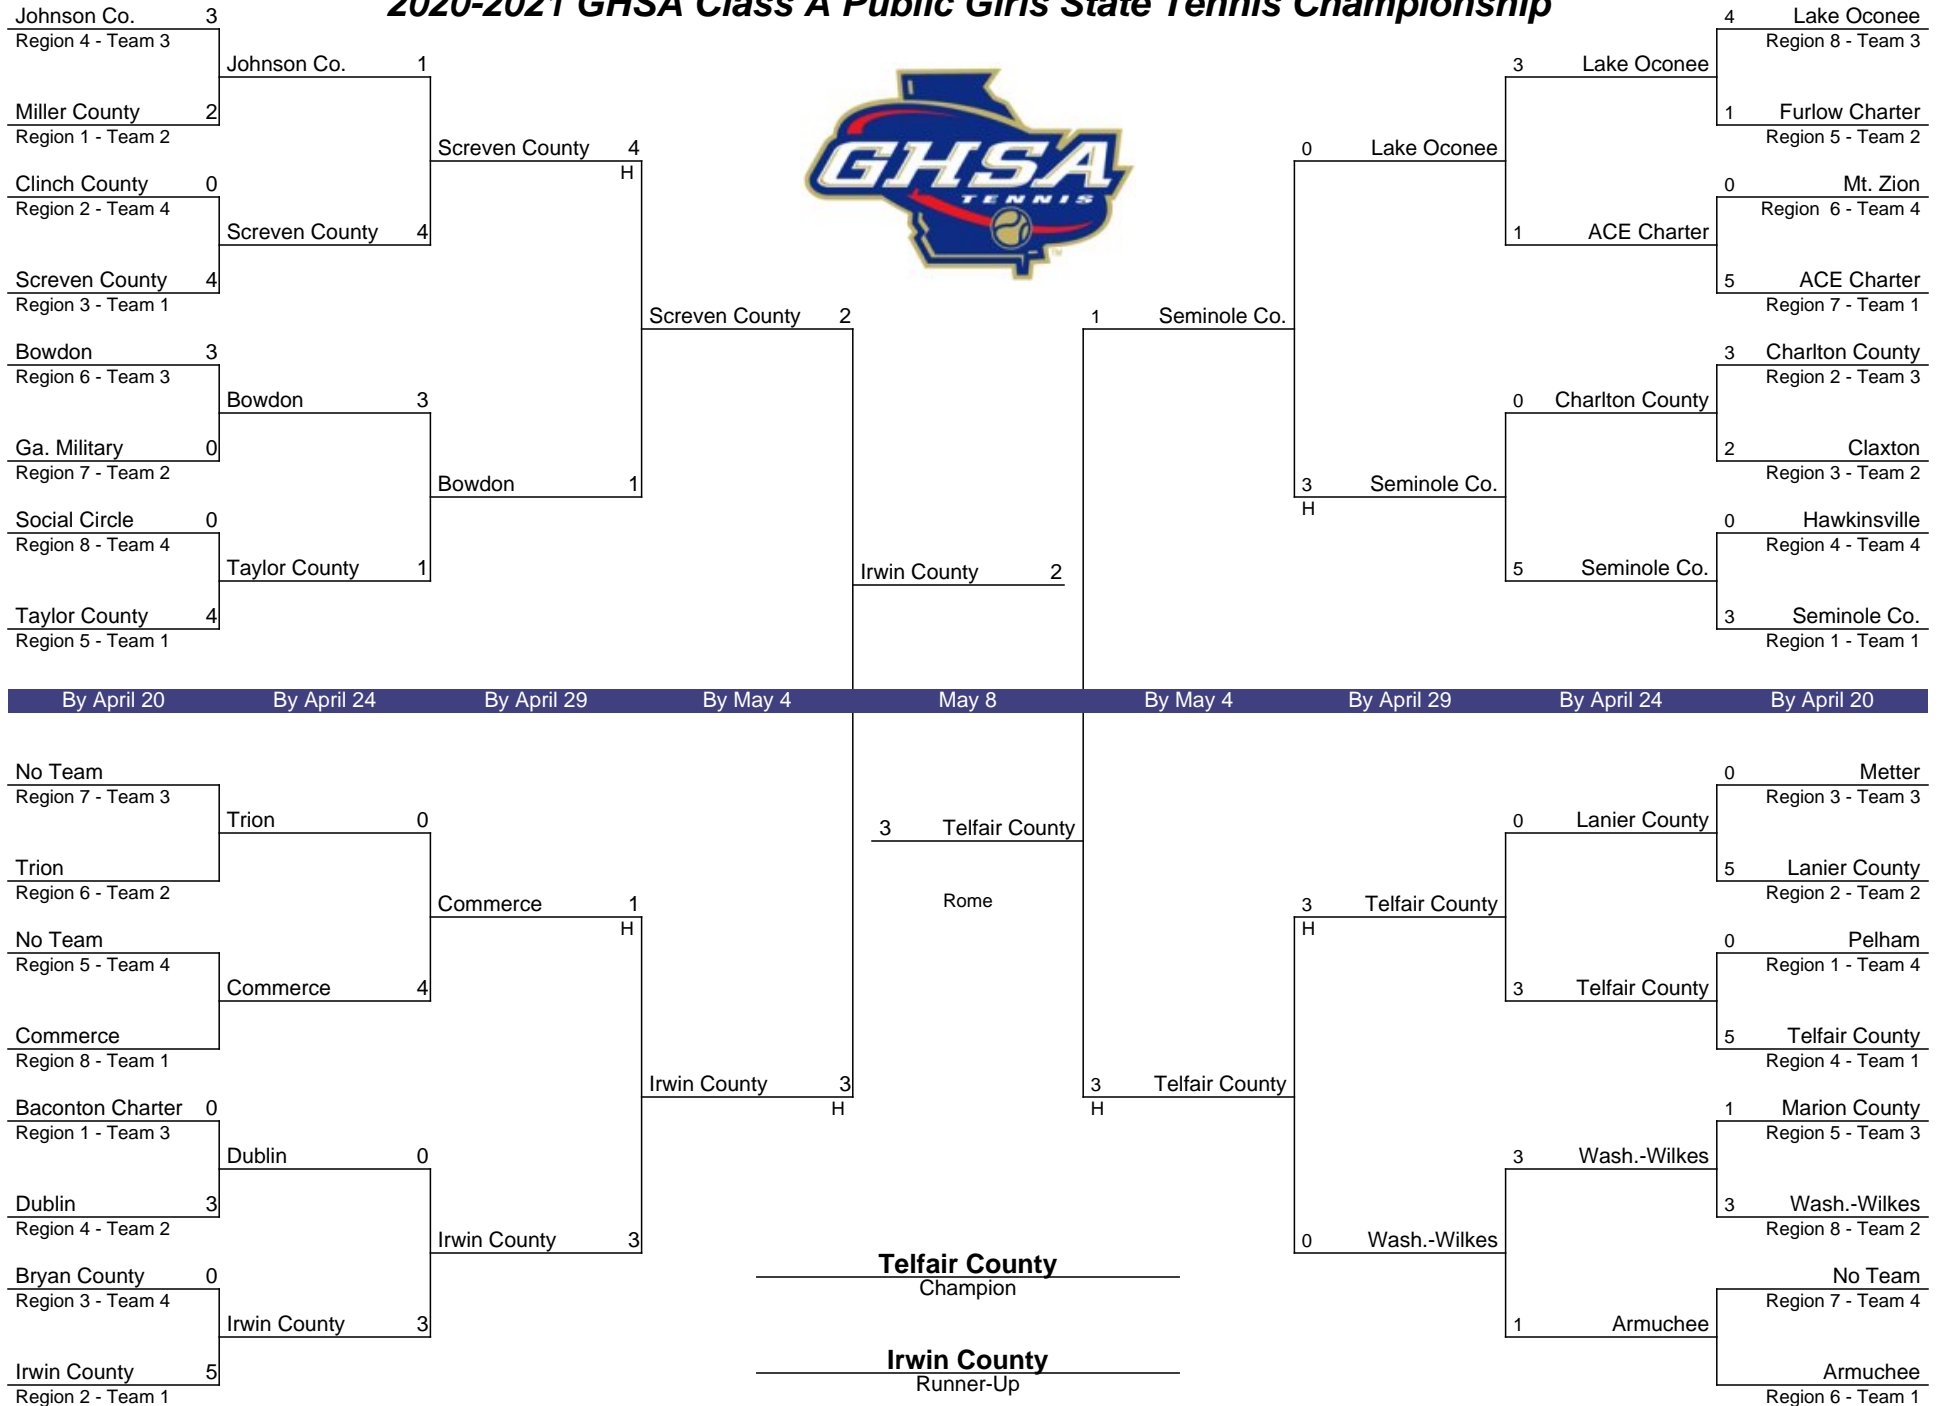 2020-2021 GHSA Class A Public Girls State Tennis Championship
Johnson Co. 3
Region 4 - Team 3
Miller County 2
Region 1 - Team 2
Clinch County 0
Region 2 - Team 4
Screven County 4
Region 3 - Team 1
Bowdon 3
Region 6 - Team 3
Ga. Military 0
Region 7 - Team 2
Social Circle 0
Region 8 - Team 4
Taylor County 4
Region 5 - Team 1
Johnson Co. 1
Screven County 4
Bowdon 3
Taylor County 1
Screven County 4
H
Bowdon 1
Screven County 2
Irwin County 2
GHSA
TENNIS
TM
1 Seminole Co.
0 Lake Oconee
3 Seminole Co.
H
3 Lake Oconee
1 ACE Charter
0 Charlton County
5 Seminole Co.
4 Lake Oconee
Region 8 - Team 3
1 Furlow Charter
Region 5 - Team 2
0 Mt. Zion
Region 6 - Team 4
5 ACE Charter
Region 7 - Team 1
3 Charlton County
Region 2 - Team 3
2 Claxton
Region 3 - Team 2
0 Hawkinsville
Region 4 - Team 4
3 Seminole Co.
Region 1 - Team 1
By April 20 By April 24 By April 29 By May 4 May 8 By May 4 By April 29 By April 24 By April 20
No Team
Region 7 - Team 3
Trion
Region 6 - Team 2
No Team
Region 5 - Team 4
Commerce
Region 8 - Team 1
Baconton Charter 0
Region 1 - Team 3
Dublin 3
Region 4 - Team 2
Bryan County 0
Region 3 - Team 4
Irwin County 5
Region 2 - Team 1
Trion 0
Commerce 4
Dublin 0
Irwin County 3
Commerce 1
H
Irwin County 3
Irwin County 3
H
3 Telfair County
Rome
Telfair County
Champion
Irwin County
Runner-Up
3 Telfair County
H
3 Telfair County
H
0 Wash.-Wilkes
0 Lanier County
3 Telfair County
3 Wash.-Wilkes
1 Armuchee
0 Metter
Region 3 - Team 3
5 Lanier County
Region 2 - Team 2
0 Pelham
Region 1 - Team 4
5 Telfair County
Region 4 - Team 1
1 Marion County
Region 5 - Team 3
3 Wash.-Wilkes
Region 8 - Team 2
No Team
Region 7 - Team 4
Armuchee
Region 6 - Team 1